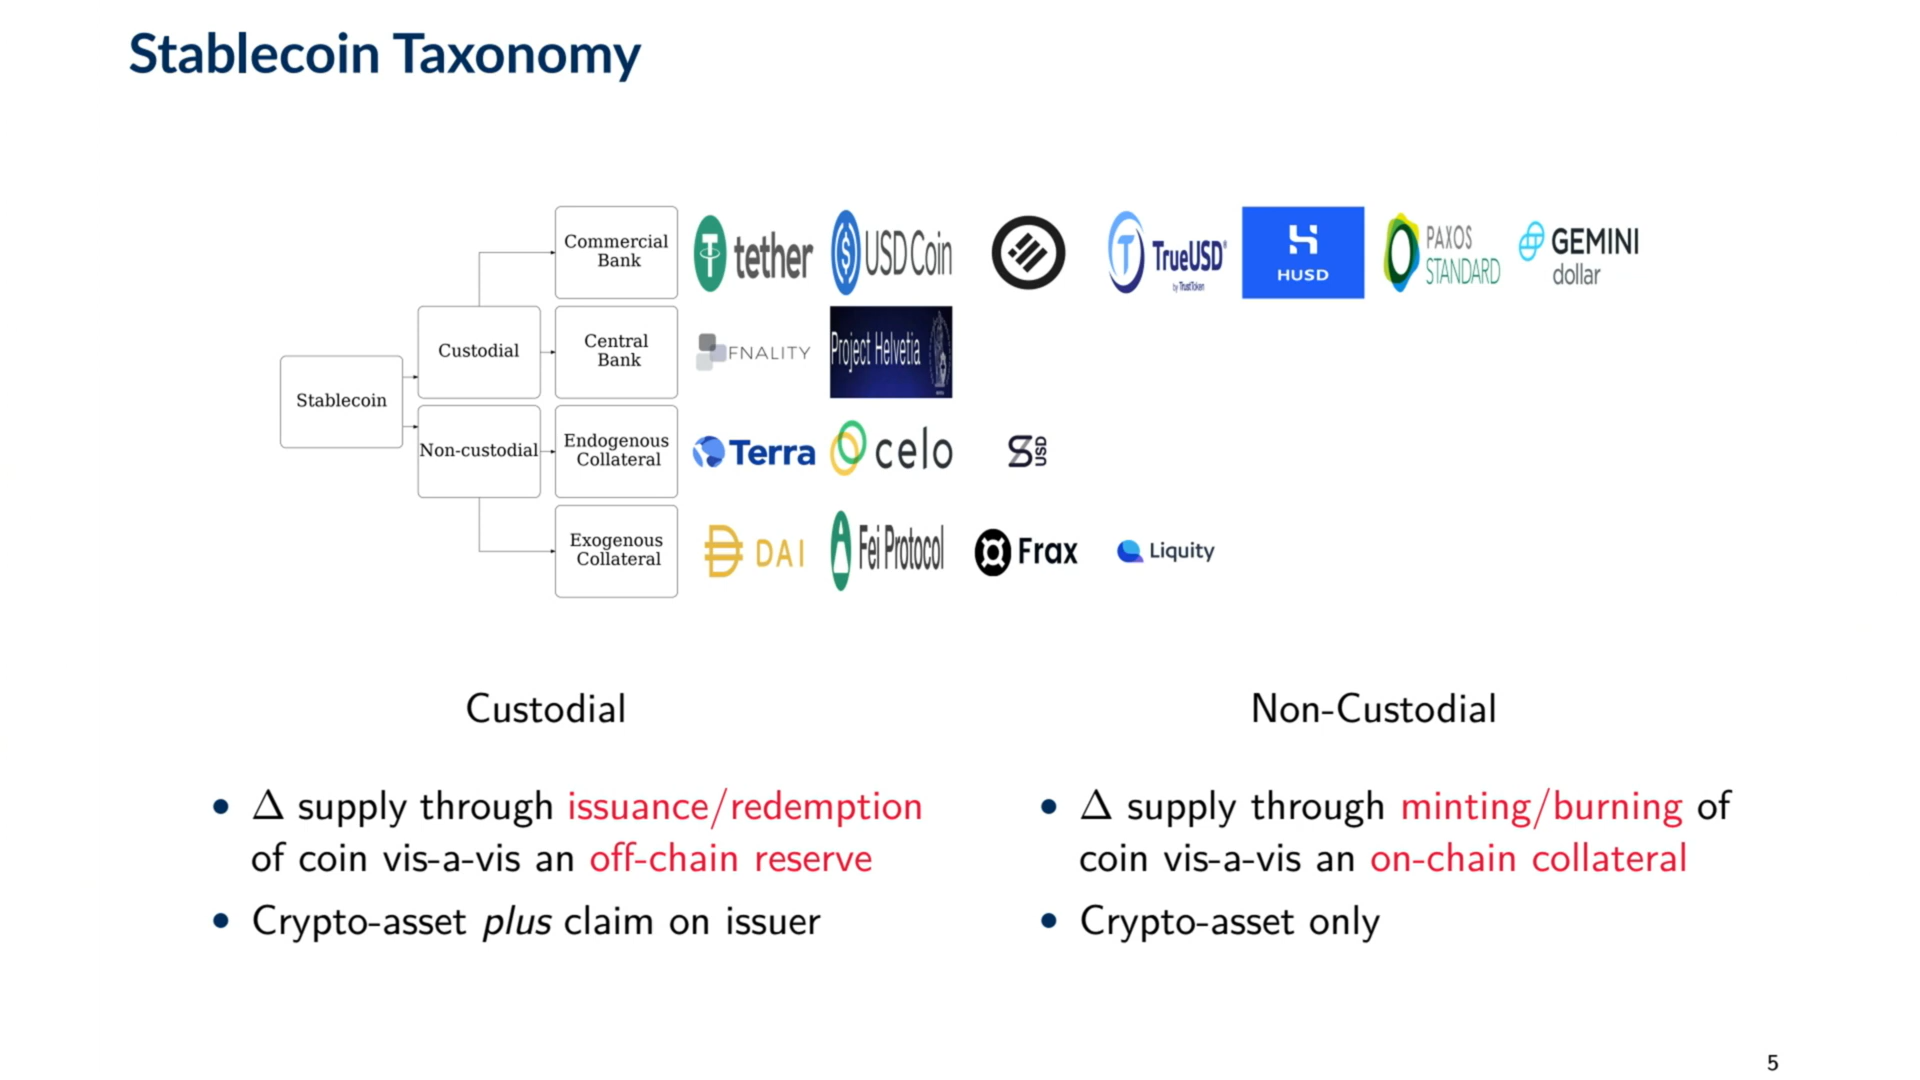 Stablecoin Taxonomy
Commercial
Bank
tether
USD Coin
TrueUSD
by TrustToken
HUSD
PAXOS
STANDARD
GEMINI
dollar
Custodial
Central
Bank
FNALITY
Project Helvetia
Stablecoin
Non-custodial
Endogenous
Collateral
Terra
celo
USD
Exogenous
Collateral
DAI
Fei Protocol
Frax
Liquity
Custodial
• Δ supply through issuance/redemption
of coin vis-a-vis an off-chain reserve
• Crypto-asset plus claim on issuer
Non-Custodial
• Δ supply through minting/burning of
coin vis-a-vis an on-chain collateral
• Crypto-asset only
5